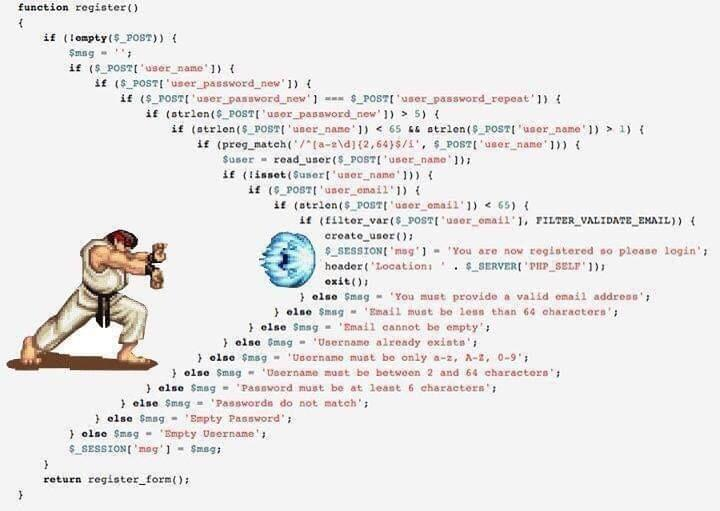 function register()
{
    if (!empty($_POST)) {
        $msg = '';
        if ($_POST['user_name']) {
            if ($_POST['user_password_new']) {
                if ($_POST['user_password_new'] === $_POST['user_password_repeat']) {
                    if (strlen($_POST['user_password_new']) > 5) {
                        if (strlen($_POST['user_name']) < 65 && strlen($_POST['user_name']) > 1) {
                            if (preg_match('/^[a-z\d]{2,64}$/i', $_POST['user_name'])) {
                                $user = read_user($_POST['user_name']);
                                if (!isset($user['user_name'])) {
                                    if ($_POST['user_email']) {
                                        if (strlen($_POST['user_email']) < 65) {
                                            if (filter_var($_POST['user_email'], FILTER_VALIDATE_EMAIL)) {
                                                create_user();
                                                $_SESSION['msg'] = 'You are now registered so please login';
                                                header('Location: ' . $_SERVER['PHP_SELF']);
                                                exit();
                                            } else $msg = 'You must provide a valid email address';
                                        } else $msg = 'Email must be less than 64 characters';
                                    } else $msg = 'Email cannot be empty';
                                } else $msg = 'Username already exists';
                            } else $msg = 'Username must be only a-z, A-Z, 0-9';
                        } else $msg = 'Username must be between 2 and 64 characters';
                    } else $msg = 'Password must be at least 6 characters';
                } else $msg = 'Passwords do not match';
            } else $msg = 'Empty Password';
        } else $msg = 'Empty Username';
        $_SESSION['msg'] = $msg;
    }
    return register_form();
}